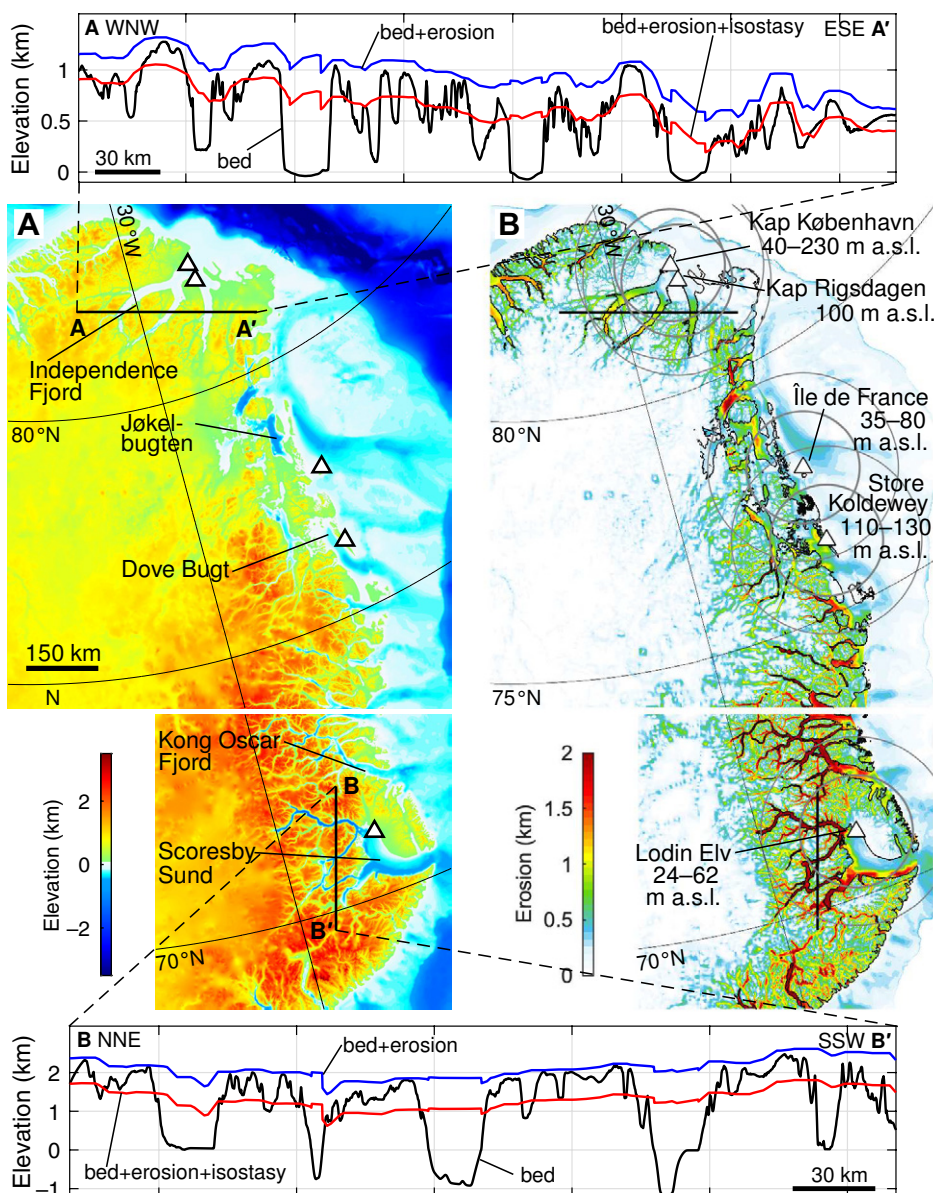 A WNW
bed+erosion
bed+erosion+isostasy
ESE A′
Elevation (km)
1
0.5
0
30 km
bed
A
30°W
A
A′
Independence
Fjord
80°N
Jøkel-
bugten
Dove Bugt
150 km
N
B
30°W
Kap København
40–230 m a.s.l.
Kap Rigsdagen
100 m a.s.l.
Île de France
35–80
m a.s.l.
80°N
Store
Koldewey
110–130
m a.s.l.
75°N
Kong Oscar
Fjord
B
Elevation (km)
2
0
−2
Scoresby
Sund
B′
70°N
Erosion (km)
2
1.5
1
0.5
0
Lodin Elv
24–62
m a.s.l.
70°N
B NNE
bed+erosion
SSW B′
Elevation (km)
2
1
0
−1
bed+erosion+isostasy
bed
30 km